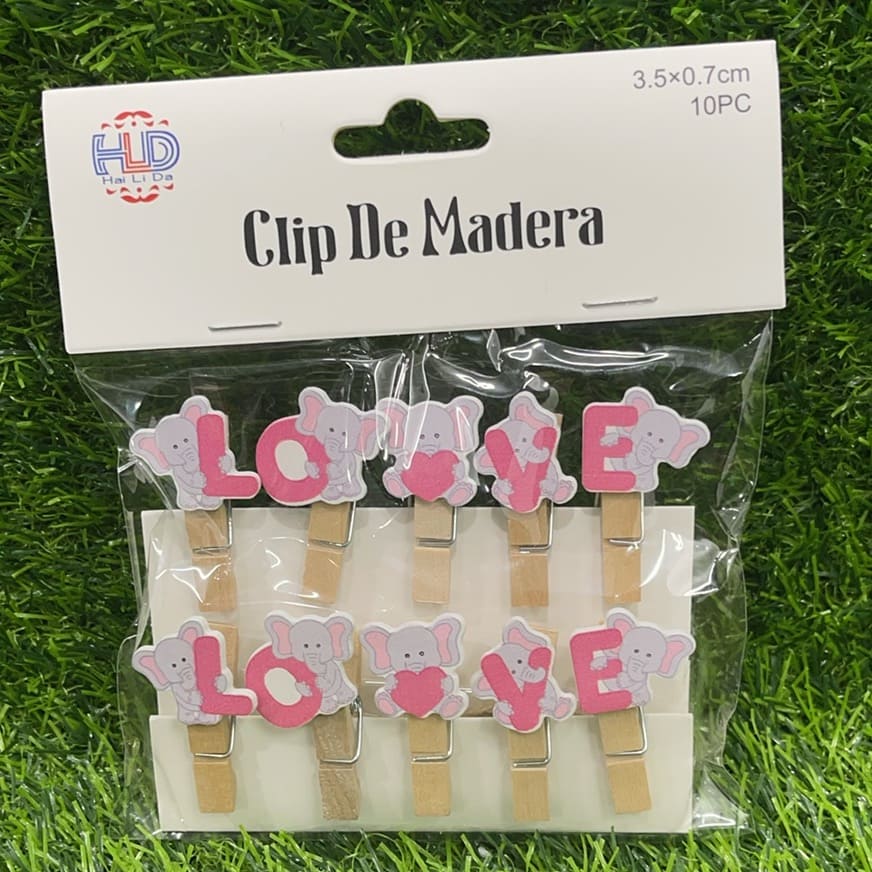 3.5×0.7cm
10PC
HLD
Hai Li Da
Clip De Madera
LOVE
LOVE